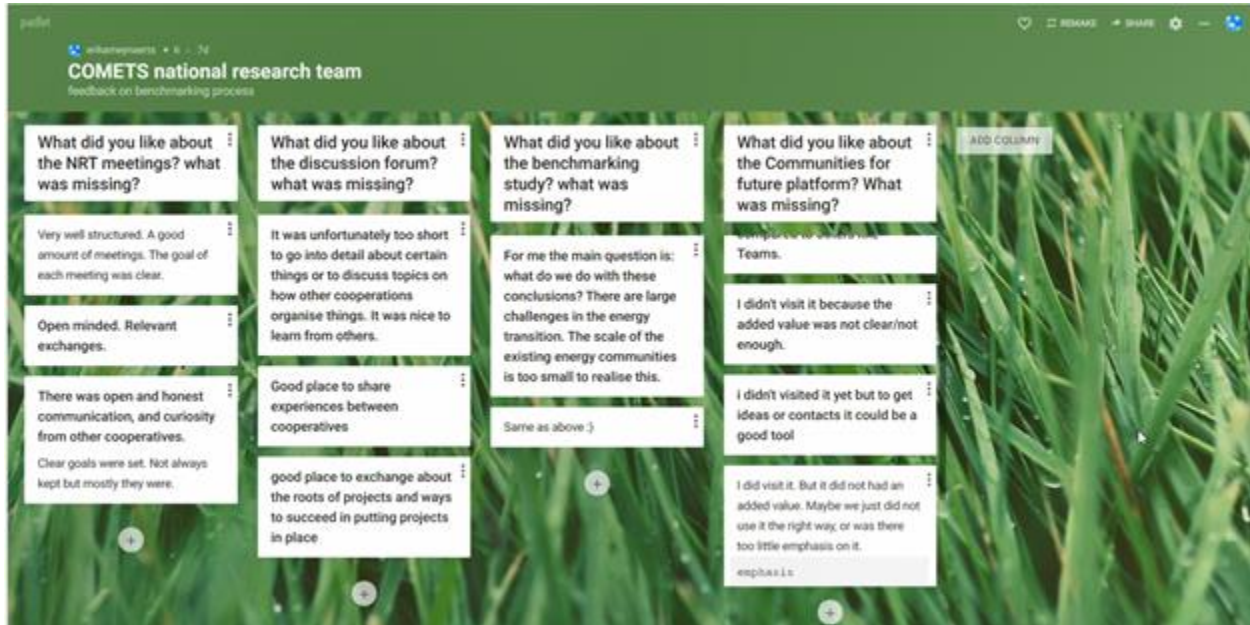 padlet
REMAKE
SHARE
COMETS national research team
feedback on benchmarking process
What did you like about
the NRT meetings? what
was missing?
Very well structured. A good
amount of meetings. The goal of
each meeting was clear.
Open minded. Relevant
exchanges.
There was open and honest
communication, and curiosity
from other cooperatives.
Clear goals were set. Not always
kept but mostly they were.
What did you like about
the discussion forum?
what was missing?
It was unfortunately too short
to go into detail about certain
things or to discuss topics on
how other cooperations
organise things. It was nice to
learn from others.
Good place to share
experiences between
cooperatives
good place to exchange about
the roots of projects and ways
to succeed in putting projects
in place
What did you like about
the benchmarking
study? what was
missing?
For me the main question is:
what do we do with these
conclusions? There are large
challenges in the energy
transition. The scale of the
existing energy communities
is too small to realise this.
Same as above :)
What did you like about
the Communities for
future platform? What
was missing?
Teams.
I didn't visit it because the
added value was not clear/not
enough.
i didn't visited it yet but to get
ideas or contacts it could be a
good tool
I did visit it. But it did not had an
added value. Maybe we just did not
use it the right way, or was there
too little emphasis on it.
emphasis
ADD COLUMN